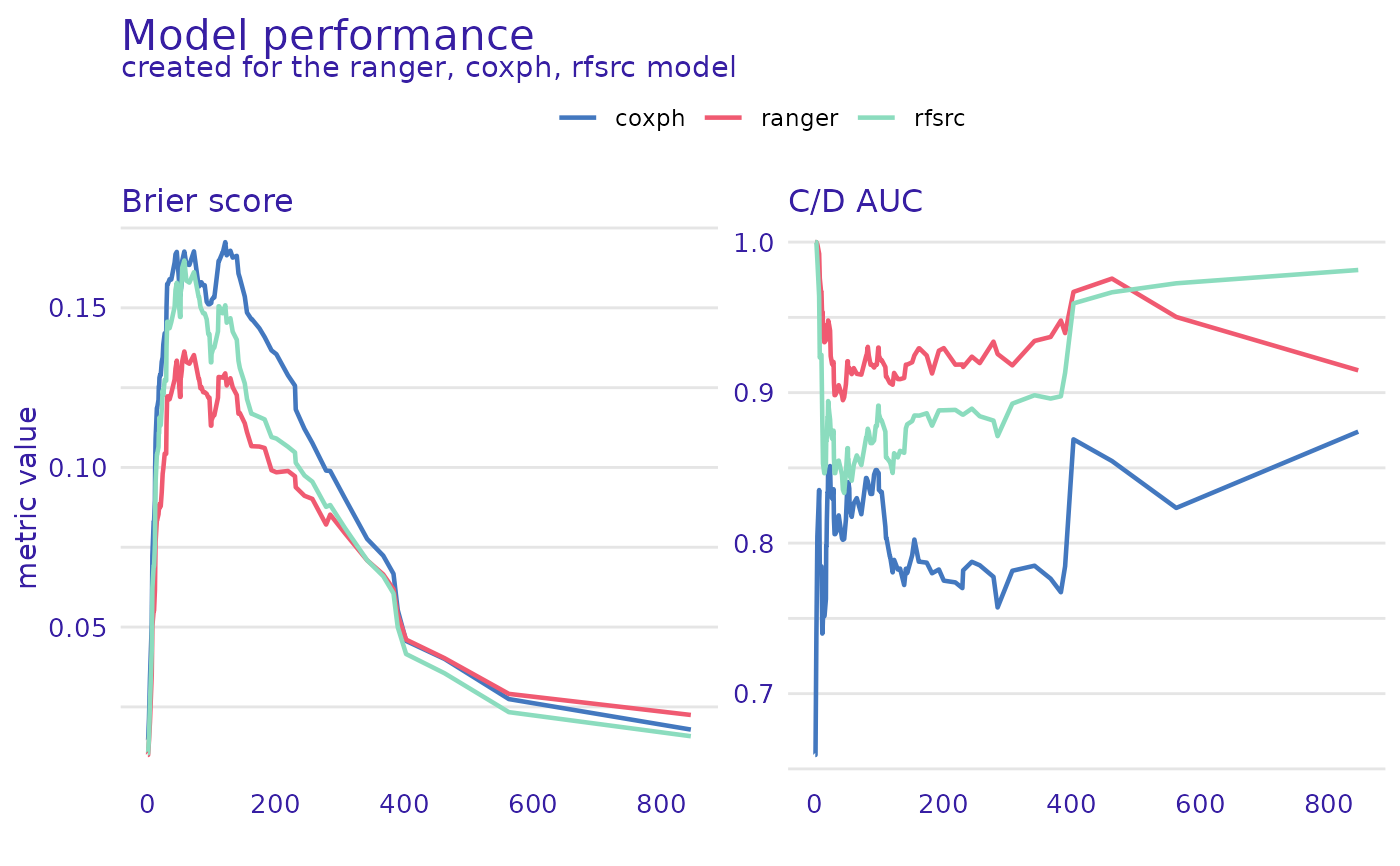 Model performance
created for the ranger, coxph, rfsrc model
coxph ranger rfsrc
Brier score
C/D AUC
metric value
0.15
0.10
0.05
0 200 400 600 800
1.0
0.9
0.8
0.7
0 200 400 600 800